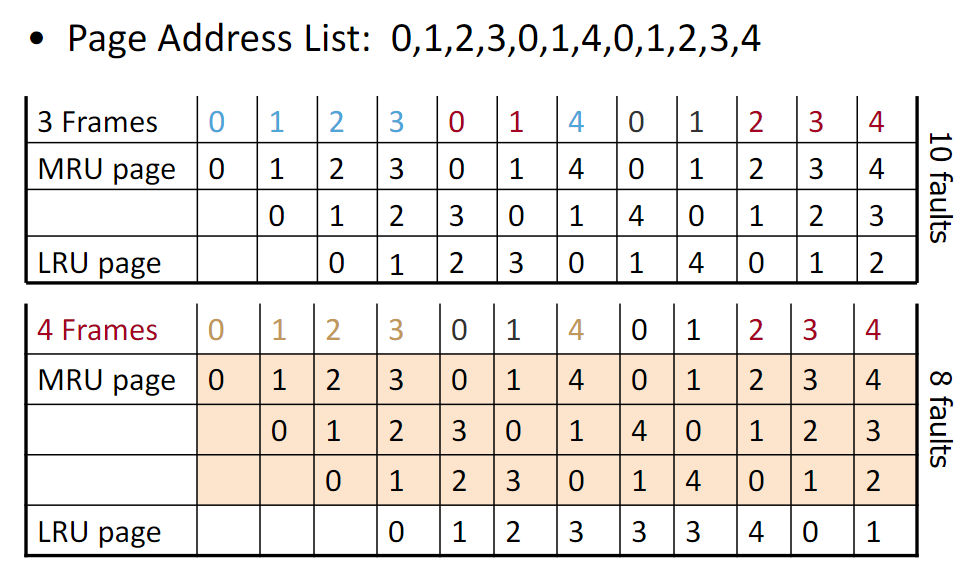 • Page Address List: 0,1,2,3,0,1,4,0,1,2,3,4
3 Frames 0 1 2 3 0 1 4 0 1 2 3 4
MRU page 0 1 2 3 0 1 4 0 1 2 3 4
0 1 2 3 0 1 4 0 1 2 3
LRU page 0 1 2 3 0 1 4 0 1 2
10 faults
4 Frames 0 1 2 3 0 1 4 0 1 2 3 4
MRU page 0 1 2 3 0 1 4 0 1 2 3 4
0 1 2 3 0 1 4 0 1 2 3
0 1 2 3 0 1 4 0 1 2
LRU page 0 1 2 3 3 3 4 0 1
8 faults